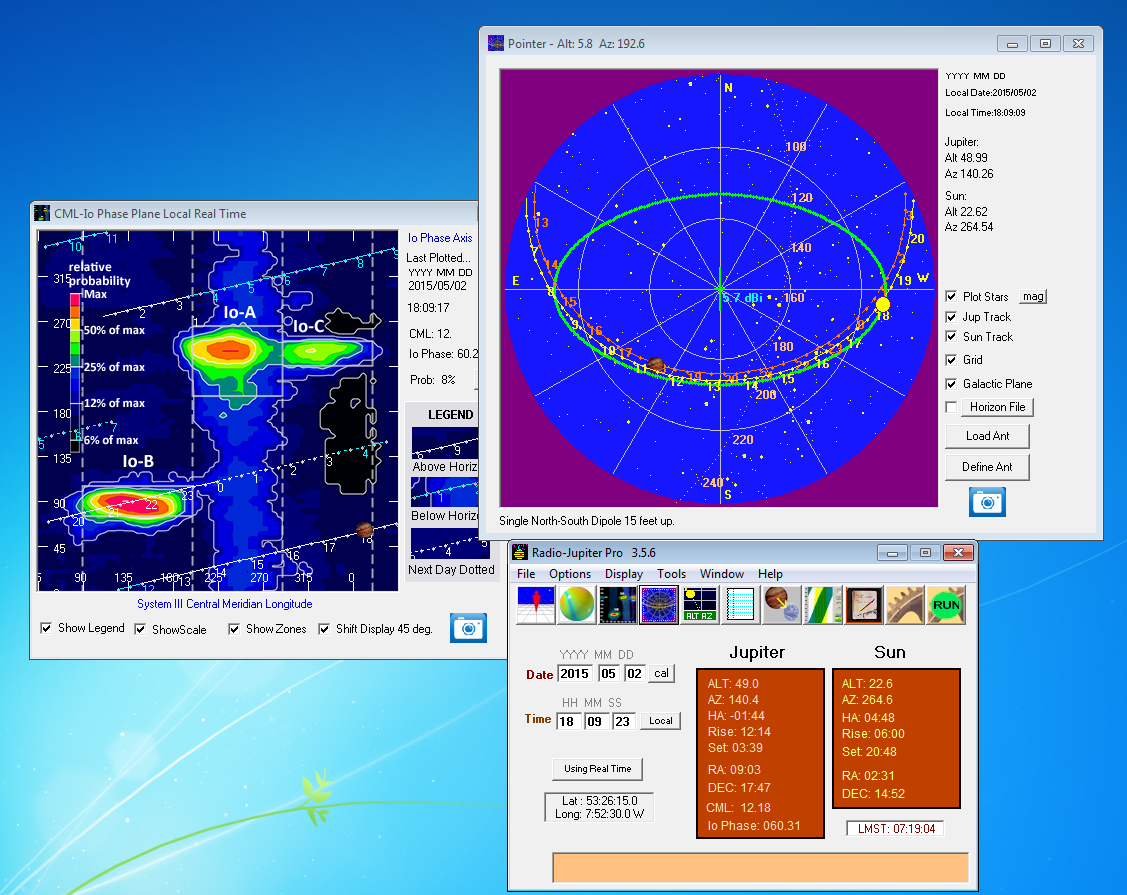 Pointer - Alt: 5.8 Az: 192.6
YYYY MM DD
Local Date:2015/05/02
Local Time:18:09:09
Jupiter:
Alt 48.99
Az 140.26
Sun:
Alt 22.62
Az 264.54
Plot Stars
mag
Jup Track
Sun Track
Grid
Galactic Plane
Horizon File
Load Ant
Define Ant
N
100
120
140
160
180
200
220
240
S
E
W
5.7 dBi
13
14
15
16
17
7
8
9
10
11
12
13
14
15
16
17
18
19
20
Single North-South Dipole 15 feet up.
CML-Io Phase Plane Local Real Time
Io Phase Axis
Last Plotted...
YYYY MM DD
2015/05/02
18:09:17
CML: 12.
Io Phase: 60.2
Prob: 8%
LEGEND
Above Horiz
Below Horiz
Next Day Dotted
relative
probability
Max
50% of max
25% of max
12% of max
6% of max
Io-A
Io-C
Io-B
315
270
225
180
135
90
45
90 135 180 225 270 315 0
System III Central Meridian Longitude
Show Legend
ShowScale
Show Zones
Shift Display 45 deg.
Radio-Jupiter Pro 3.5.6
File Options Display Tools Window Help
ALT AZ
RUN
YYYY MM DD
Date 2015 05 02 cal
HH MM SS
Time 18 09 23 Local
Using Real Time
Lat : 53:26:15.0
Long: 7:52:30.0 W
Jupiter
ALT: 49.0
AZ: 140.4
HA: -01:44
Rise: 12:14
Set: 03:39
RA: 09:03
DEC: 17:47
CML: 12.18
Io Phase: 060.31
Sun
ALT: 22.6
AZ: 264.6
HA: 04:48
Rise: 06:00
Set: 20:48
RA: 02:31
DEC: 14:52
LMST: 07:19:04